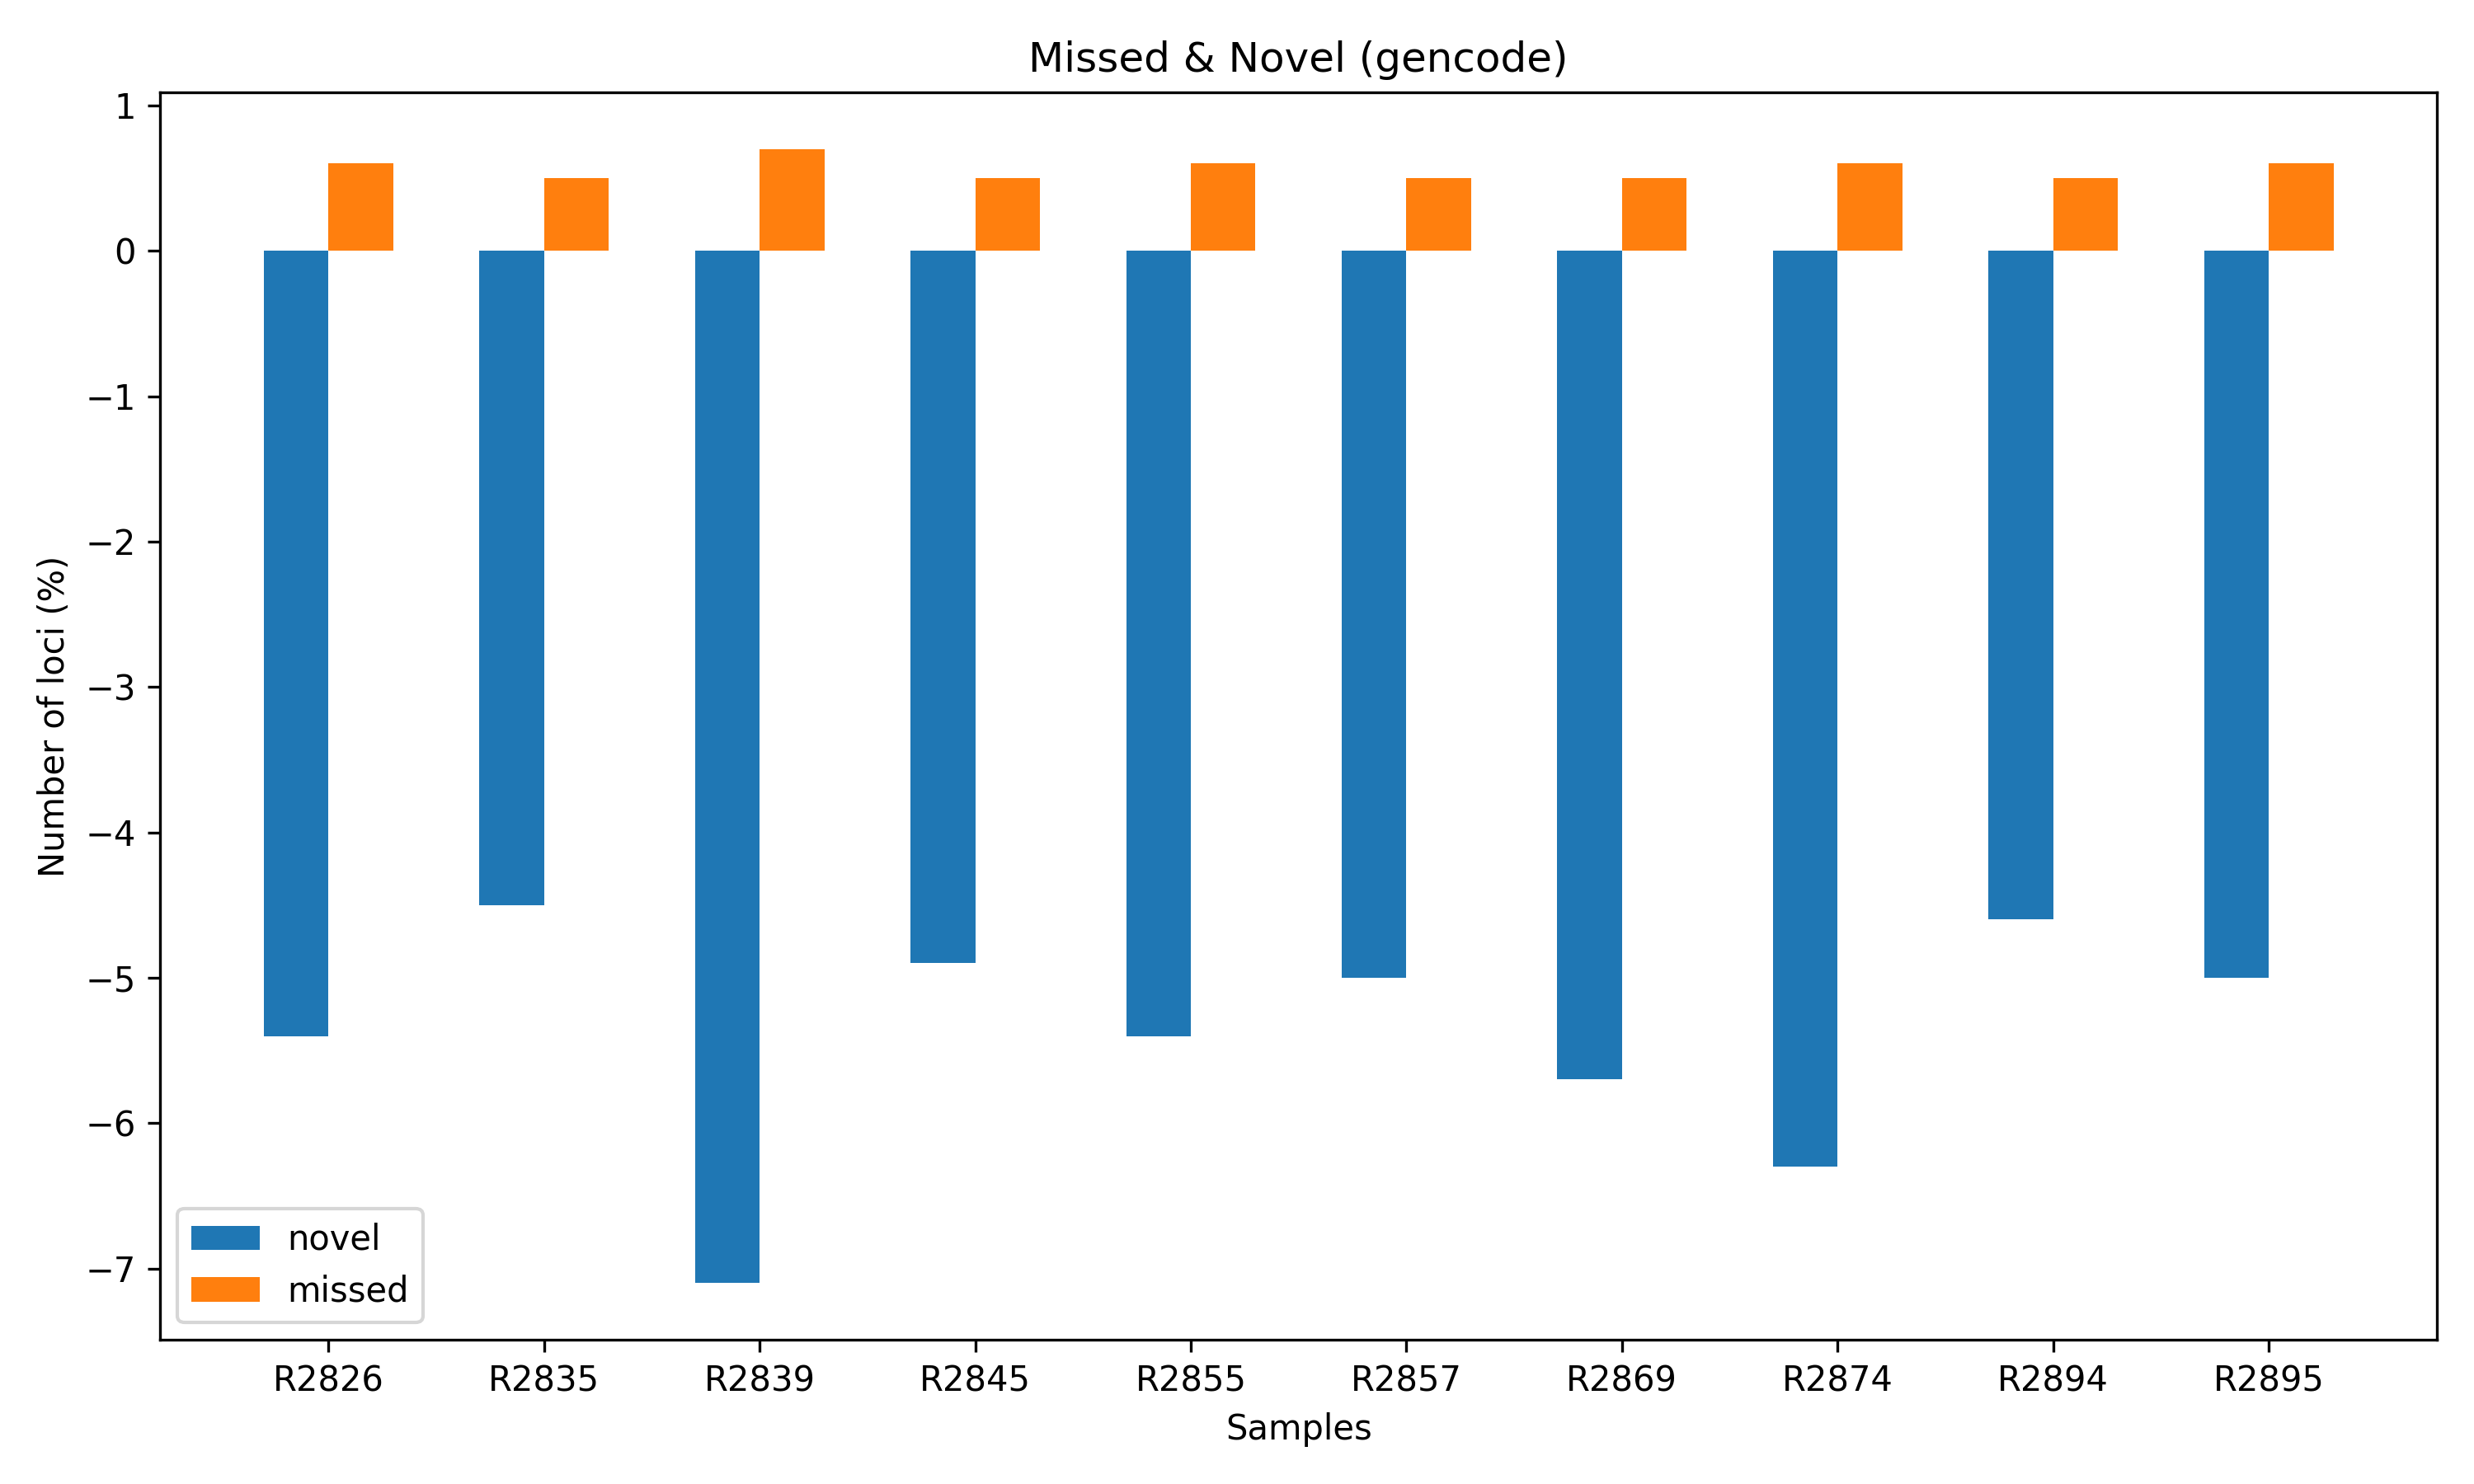 Missed & Novel (gencode)
1
0
−1
−2
−3
−4
−5
−6
−7
Number of loci (%)
novel
missed
R2826 R2835 R2839 R2845 R2855 R2857 R2869 R2874 R2894 R2895
Samples